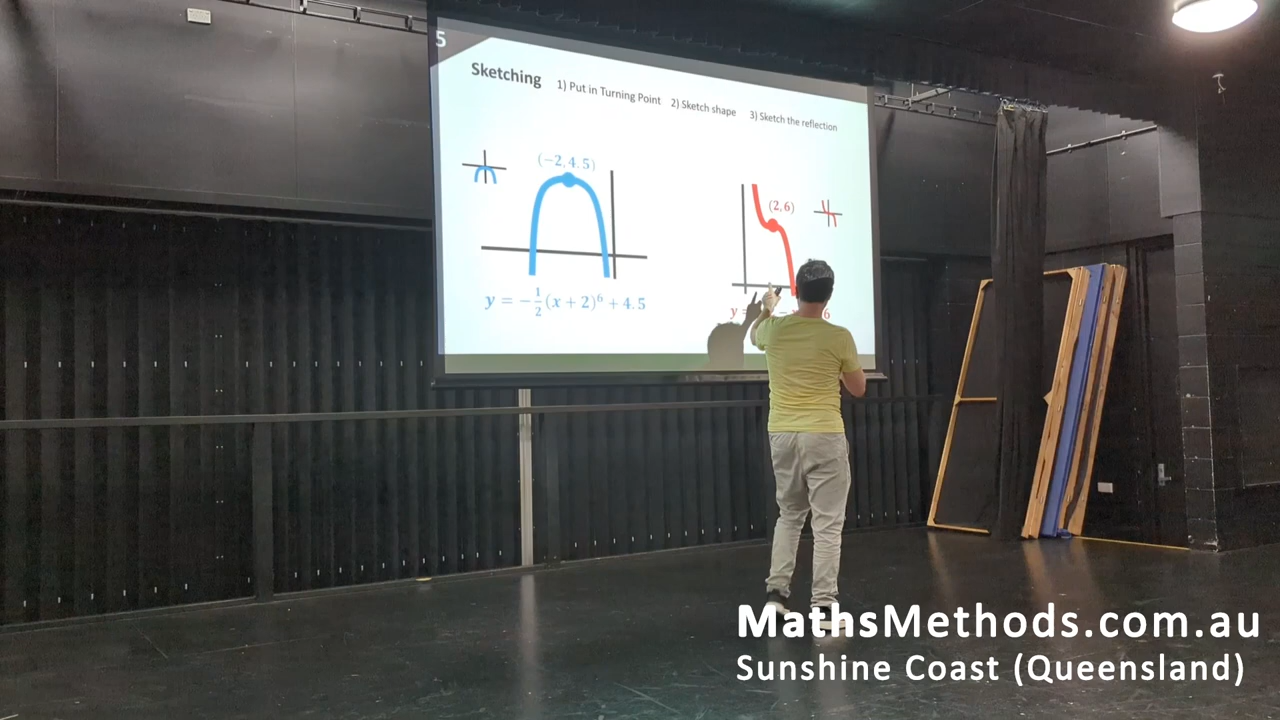 5
Sketching 1) Put in Turning Point 2) Sketch shape 3) Sketch the reflection
(−2, 4.5)
(2, 6)
y = −1/2(x + 2)⁶ + 4.5
y
6
MathsMethods.com.au
Sunshine Coast (Queensland)